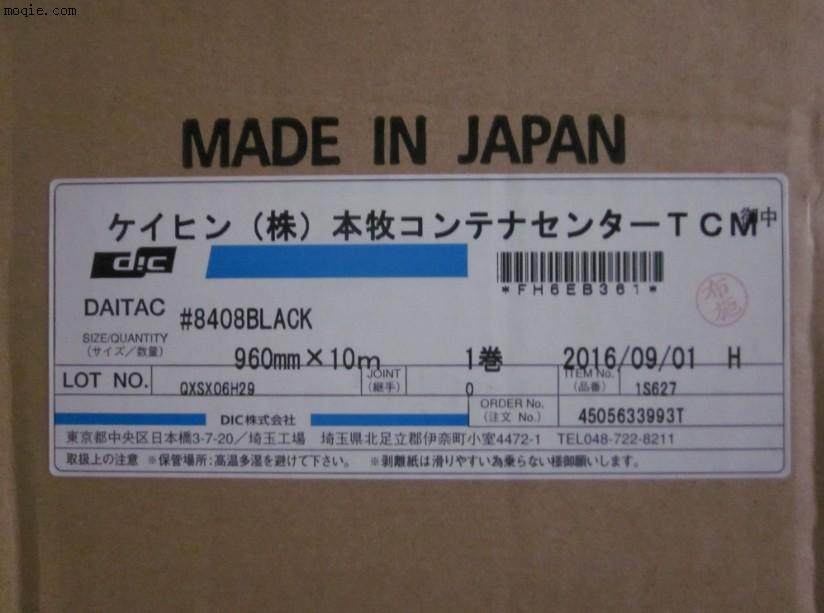 moqie.com
MADE IN JAPAN
ケイヒン（株）本牧コンテナセンターＴＣＭ 御中
dic
*FH6EB361*
布施
DAITAC #8408BLACK
SIZE/QUANTITY
（サイズ／数量）
960mm×10m 1巻 2016/09/01 H
LOT NO. QXSX06H29 JOINT（継手） 0 ITEM No.（品番） 1S627
ORDER No.（注文 No.） 4505633993T
DIC株式会社
東京都中央区日本橋3-7-20／埼玉工場 埼玉県北足立郡伊奈町小室4472-1 TEL048-722-8211
取扱上の注意 ※保管場所:高温多湿を避けて下さい。 ※剥離紙は滑りやすい為乗らない様御願いします。